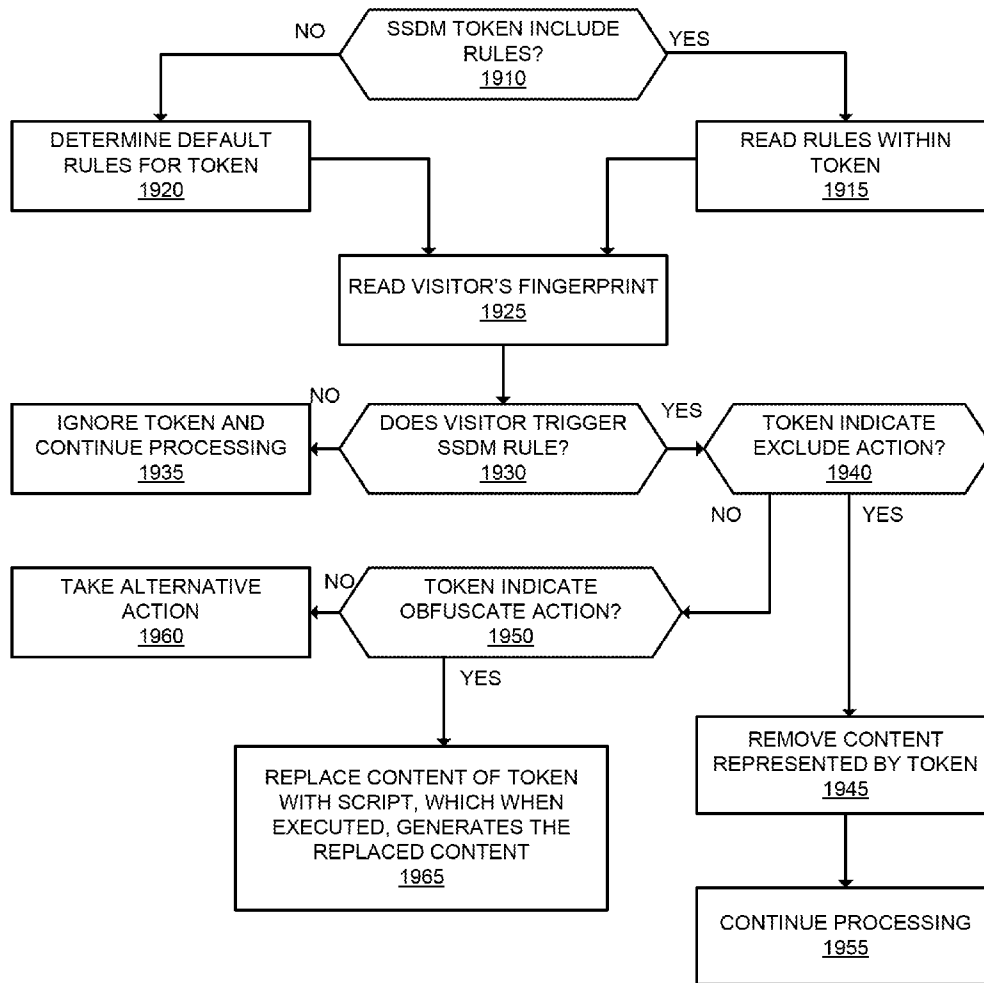 SSDM TOKEN INCLUDE
RULES?
1910
NO
YES
DETERMINE DEFAULT
RULES FOR TOKEN
1920
READ RULES WITHIN
TOKEN
1915
READ VISITOR'S FINGERPRINT
1925
DOES VISITOR TRIGGER
SSDM RULE?
1930
NO
YES
IGNORE TOKEN AND
CONTINUE PROCESSING
1935
TOKEN INDICATE
EXCLUDE ACTION?
1940
NO
YES
TOKEN INDICATE
OBFUSCATE ACTION?
1950
NO
YES
TAKE ALTERNATIVE
ACTION
1960
REPLACE CONTENT OF TOKEN
WITH SCRIPT, WHICH WHEN
EXECUTED, GENERATES THE
REPLACED CONTENT
1965
REMOVE CONTENT
REPRESENTED BY TOKEN
1945
CONTINUE PROCESSING
1955